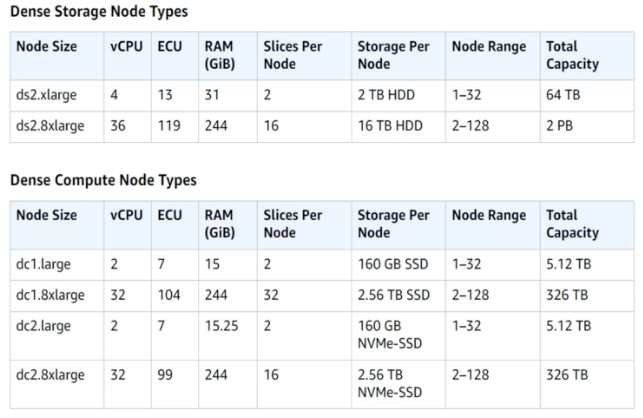 Dense Storage Node Types
Node Size vCPU ECU RAM (GiB) Slices Per Node Storage Per Node Node Range Total Capacity
ds2.xlarge 4 13 31 2 2 TB HDD 1–32 64 TB
ds2.8xlarge 36 119 244 16 16 TB HDD 2–128 2 PB
Dense Compute Node Types
Node Size vCPU ECU RAM (GiB) Slices Per Node Storage Per Node Node Range Total Capacity
dc1.large 2 7 15 2 160 GB SSD 1–32 5.12 TB
dc1.8xlarge 32 104 244 32 2.56 TB SSD 2–128 326 TB
dc2.large 2 7 15.25 2 160 GB NVMe-SSD 1–32 5.12 TB
dc2.8xlarge 32 99 244 16 2.56 TB NVMe-SSD 2–128 326 TB